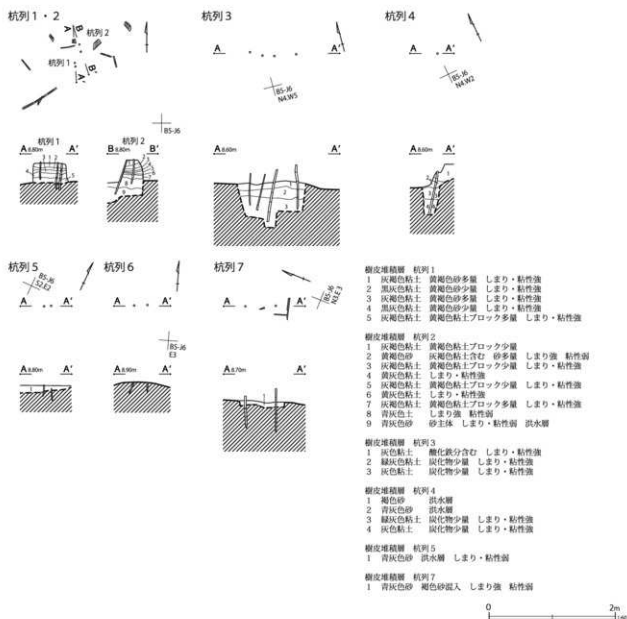 杭列 1・2
A B 杭列 2
杭列 1
A' B'
B5-J6
杭列 3
A A'
B5-J6
N4.W5
杭列 4
A A'
B5-J6
N4.W2
杭列 1
A 8.80m A'
1 2 3 4 5
杭列 2
B 8.80m B'
8
9
A 8.60m A'
1
2
3
A 8.60m A'
1
2
3
4
杭列 5
B5-J6
S2.E2
A A'
杭列 6
A A'
B5-J6
E3
杭列 7
A A'
B5-J6
N3.E3
A 8.80m A'
1
A 8.90m A'
A 8.70m A'
1
樹皮堆積層 杭列 1
1 灰褐色粘土 黄褐色砂多量 しまり・粘性強
2 黒灰色粘土 黄褐色砂少量 しまり・粘性強
3 灰褐色粘土 黄褐色砂多量 しまり・粘性強
4 黒灰色粘土 黄褐色砂少量 しまり・粘性強
5 灰褐色粘土 黄褐色粘土ブロック多量 しまり・粘性強
樹皮堆積層 杭列 2
1 灰褐色粘土 黄褐色粘土ブロック少量
2 黄褐色砂 灰褐色粘土含む 砂多量 しまり強 粘性弱
3 灰褐色粘土 黄褐色粘土ブロック少量 しまり・粘性強
4 黄灰色粘土 しまり・粘性強
5 灰褐色粘土 黄褐色粘土ブロック少量 しまり・粘性強
6 黄灰色粘土 しまり・粘性強
7 灰褐色粘土 黄褐色粘土ブロック多量 しまり・粘性強
8 青灰色土 しまり強 粘性弱
9 青灰色砂 砂主体 しまり・粘性弱 洪水層
樹皮堆積層 杭列 3
1 灰色粘土 酸化鉄分含む しまり・粘性強
2 緑灰色粘土 炭化物少量 しまり・粘性強
3 灰色粘土 炭化物少量 しまり・粘性強
樹皮堆積層 杭列 4
1 褐色砂 洪水層
2 青灰色砂 洪水層
3 緑灰色粘土 炭化物少量 しまり・粘性強
4 灰色粘土 炭化物少量 しまり・粘性強
樹皮堆積層 杭列 5
1 青灰色砂 洪水層 しまり・粘性弱
樹皮堆積層 杭列 7
1 青灰色砂 褐色砂混入 しまり強 粘性弱
0 2m